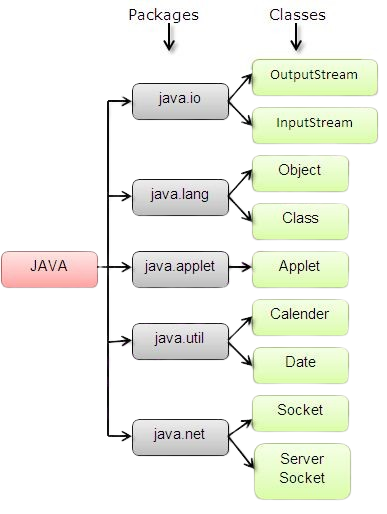 Packages
Classes
JAVA
java.io
OutputStream
InputStream
java.lang
Object
Class
java.applet
Applet
java.util
Calender
Date
java.net
Socket
Server
Socket